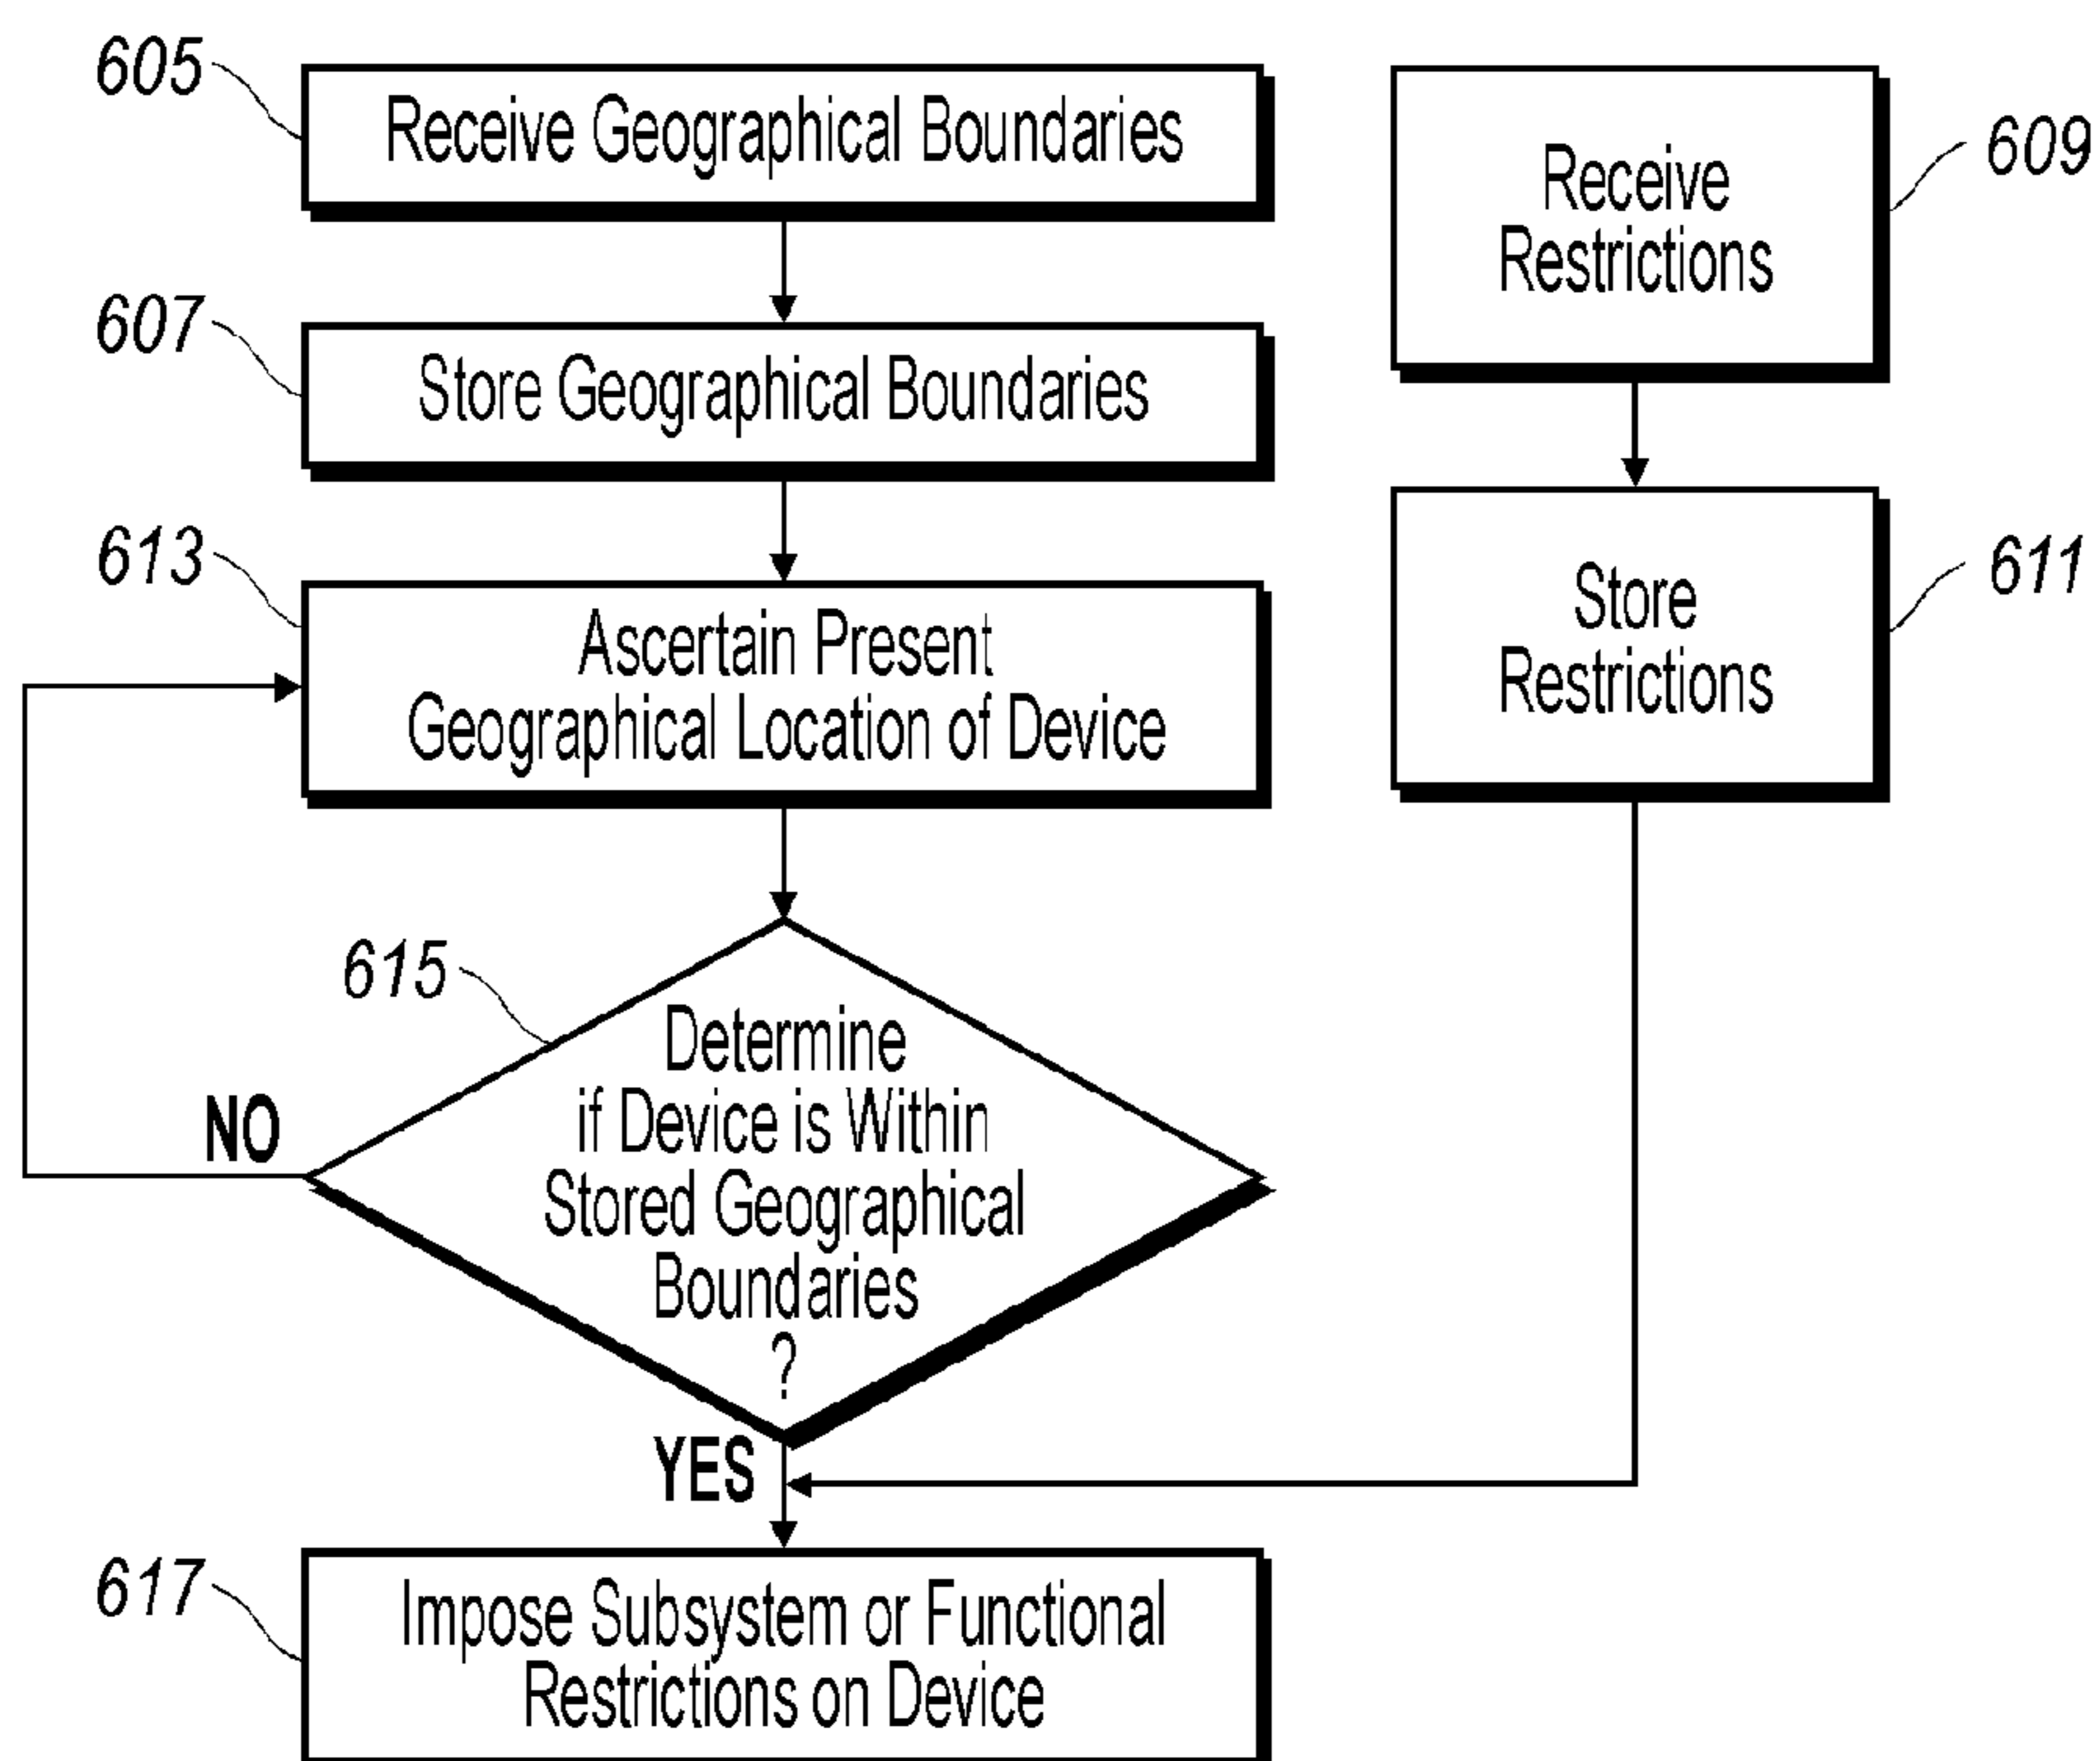 605
Receive Geographical Boundaries
607
Store Geographical Boundaries
613
Ascertain Present
Geographical Location of Device
615
Determine
if Device is Within
Stored Geographical
Boundaries
?
NO
YES
617
Impose Subsystem or Functional
Restrictions on Device
Receive
Restrictions
609
Store
Restrictions
611